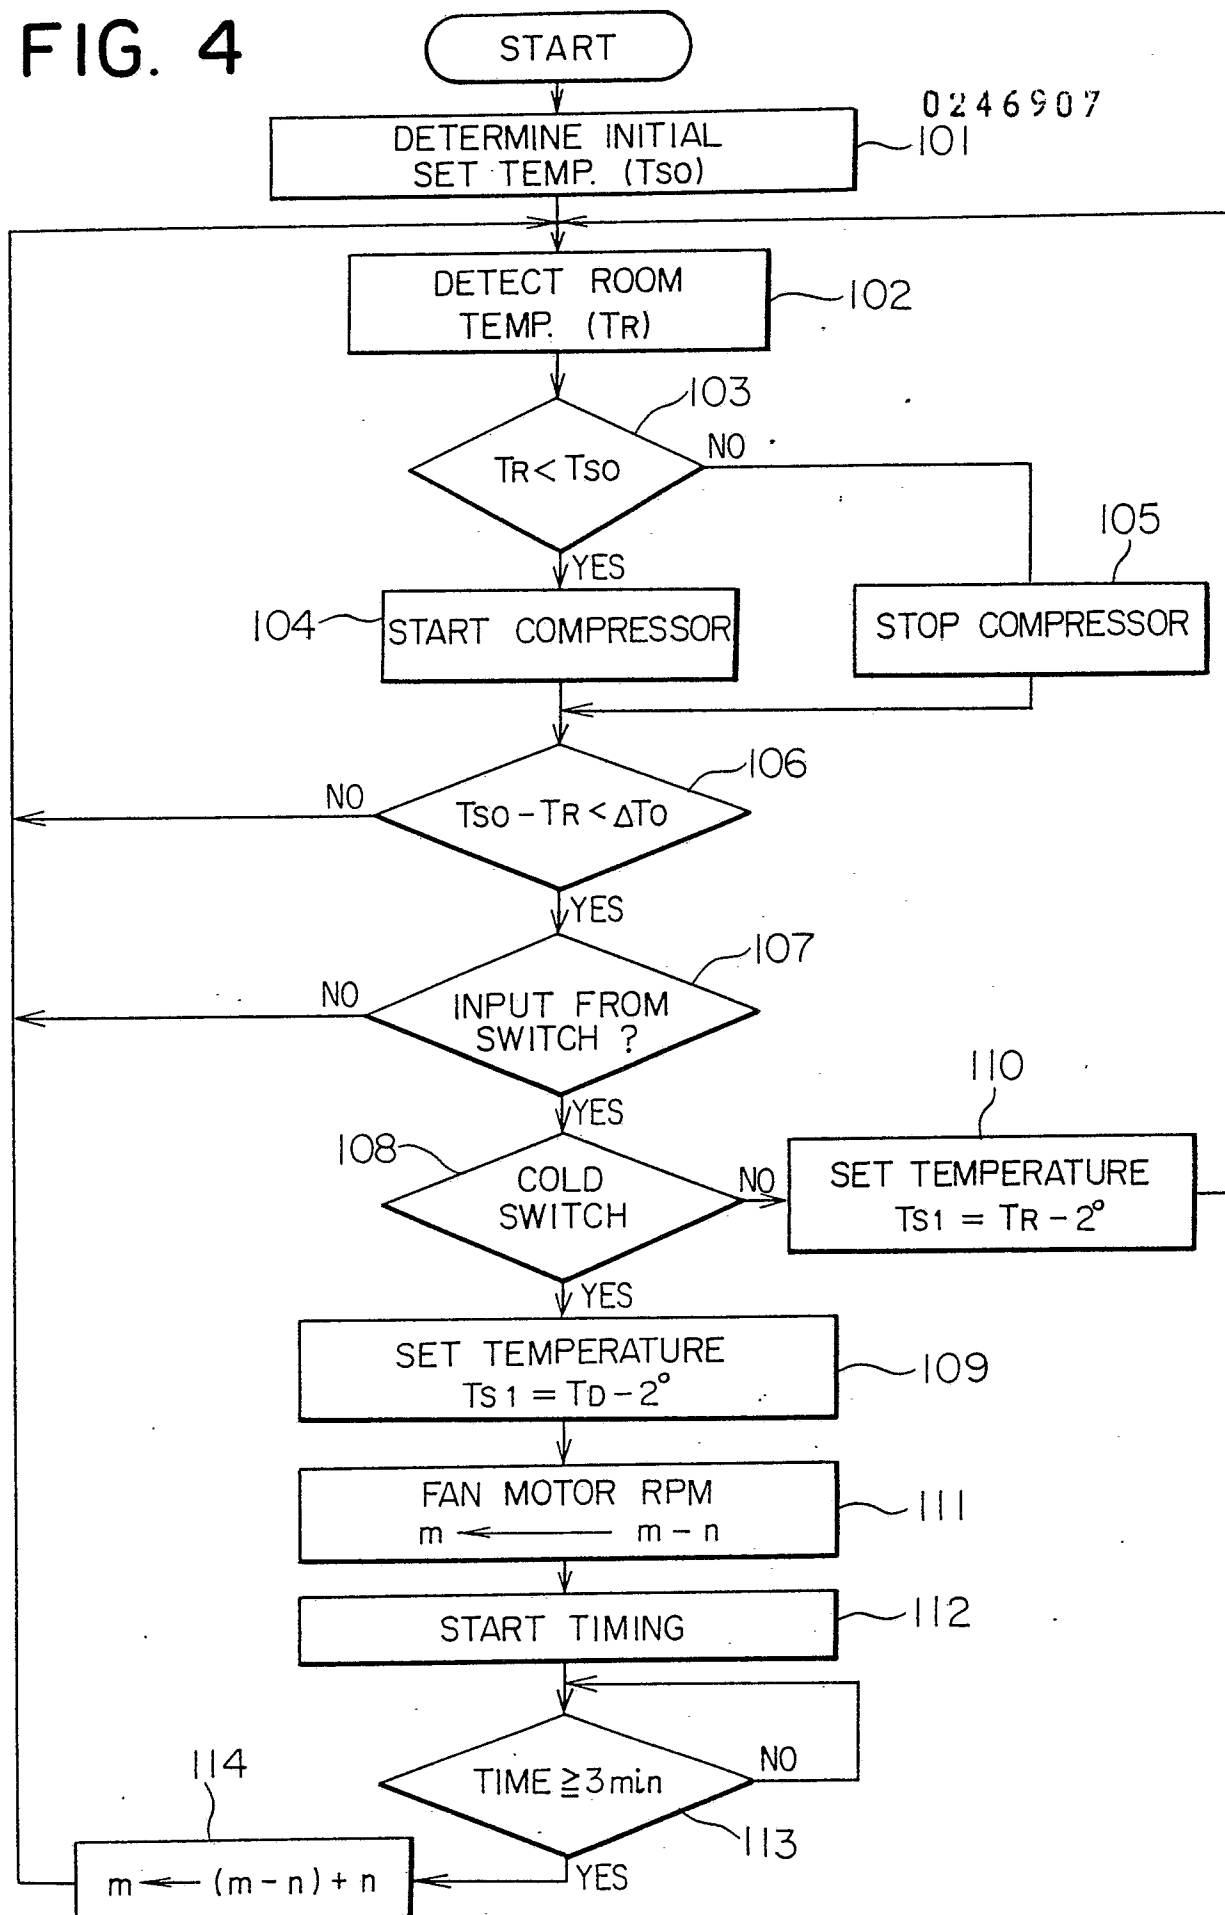 FIG. 4
START
0246907
DETERMINE INITIAL
SET TEMP. (TSO)
101
DETECT ROOM
TEMP. (TR)
102
103
TR < TSO
NO
YES
105
104
START COMPRESSOR
STOP COMPRESSOR
106
TSO - TR < ΔTO
NO
YES
107
INPUT FROM
SWITCH ?
NO
YES
110
108
COLD
SWITCH
NO
SET TEMPERATURE
TS1 = TR - 2°
YES
SET TEMPERATURE
TS1 = TD - 2°
109
FAN MOTOR RPM
m ← m - n
111
START TIMING
112
TIME ≧ 3 min
NO
113
YES
114
m ← (m - n) + n